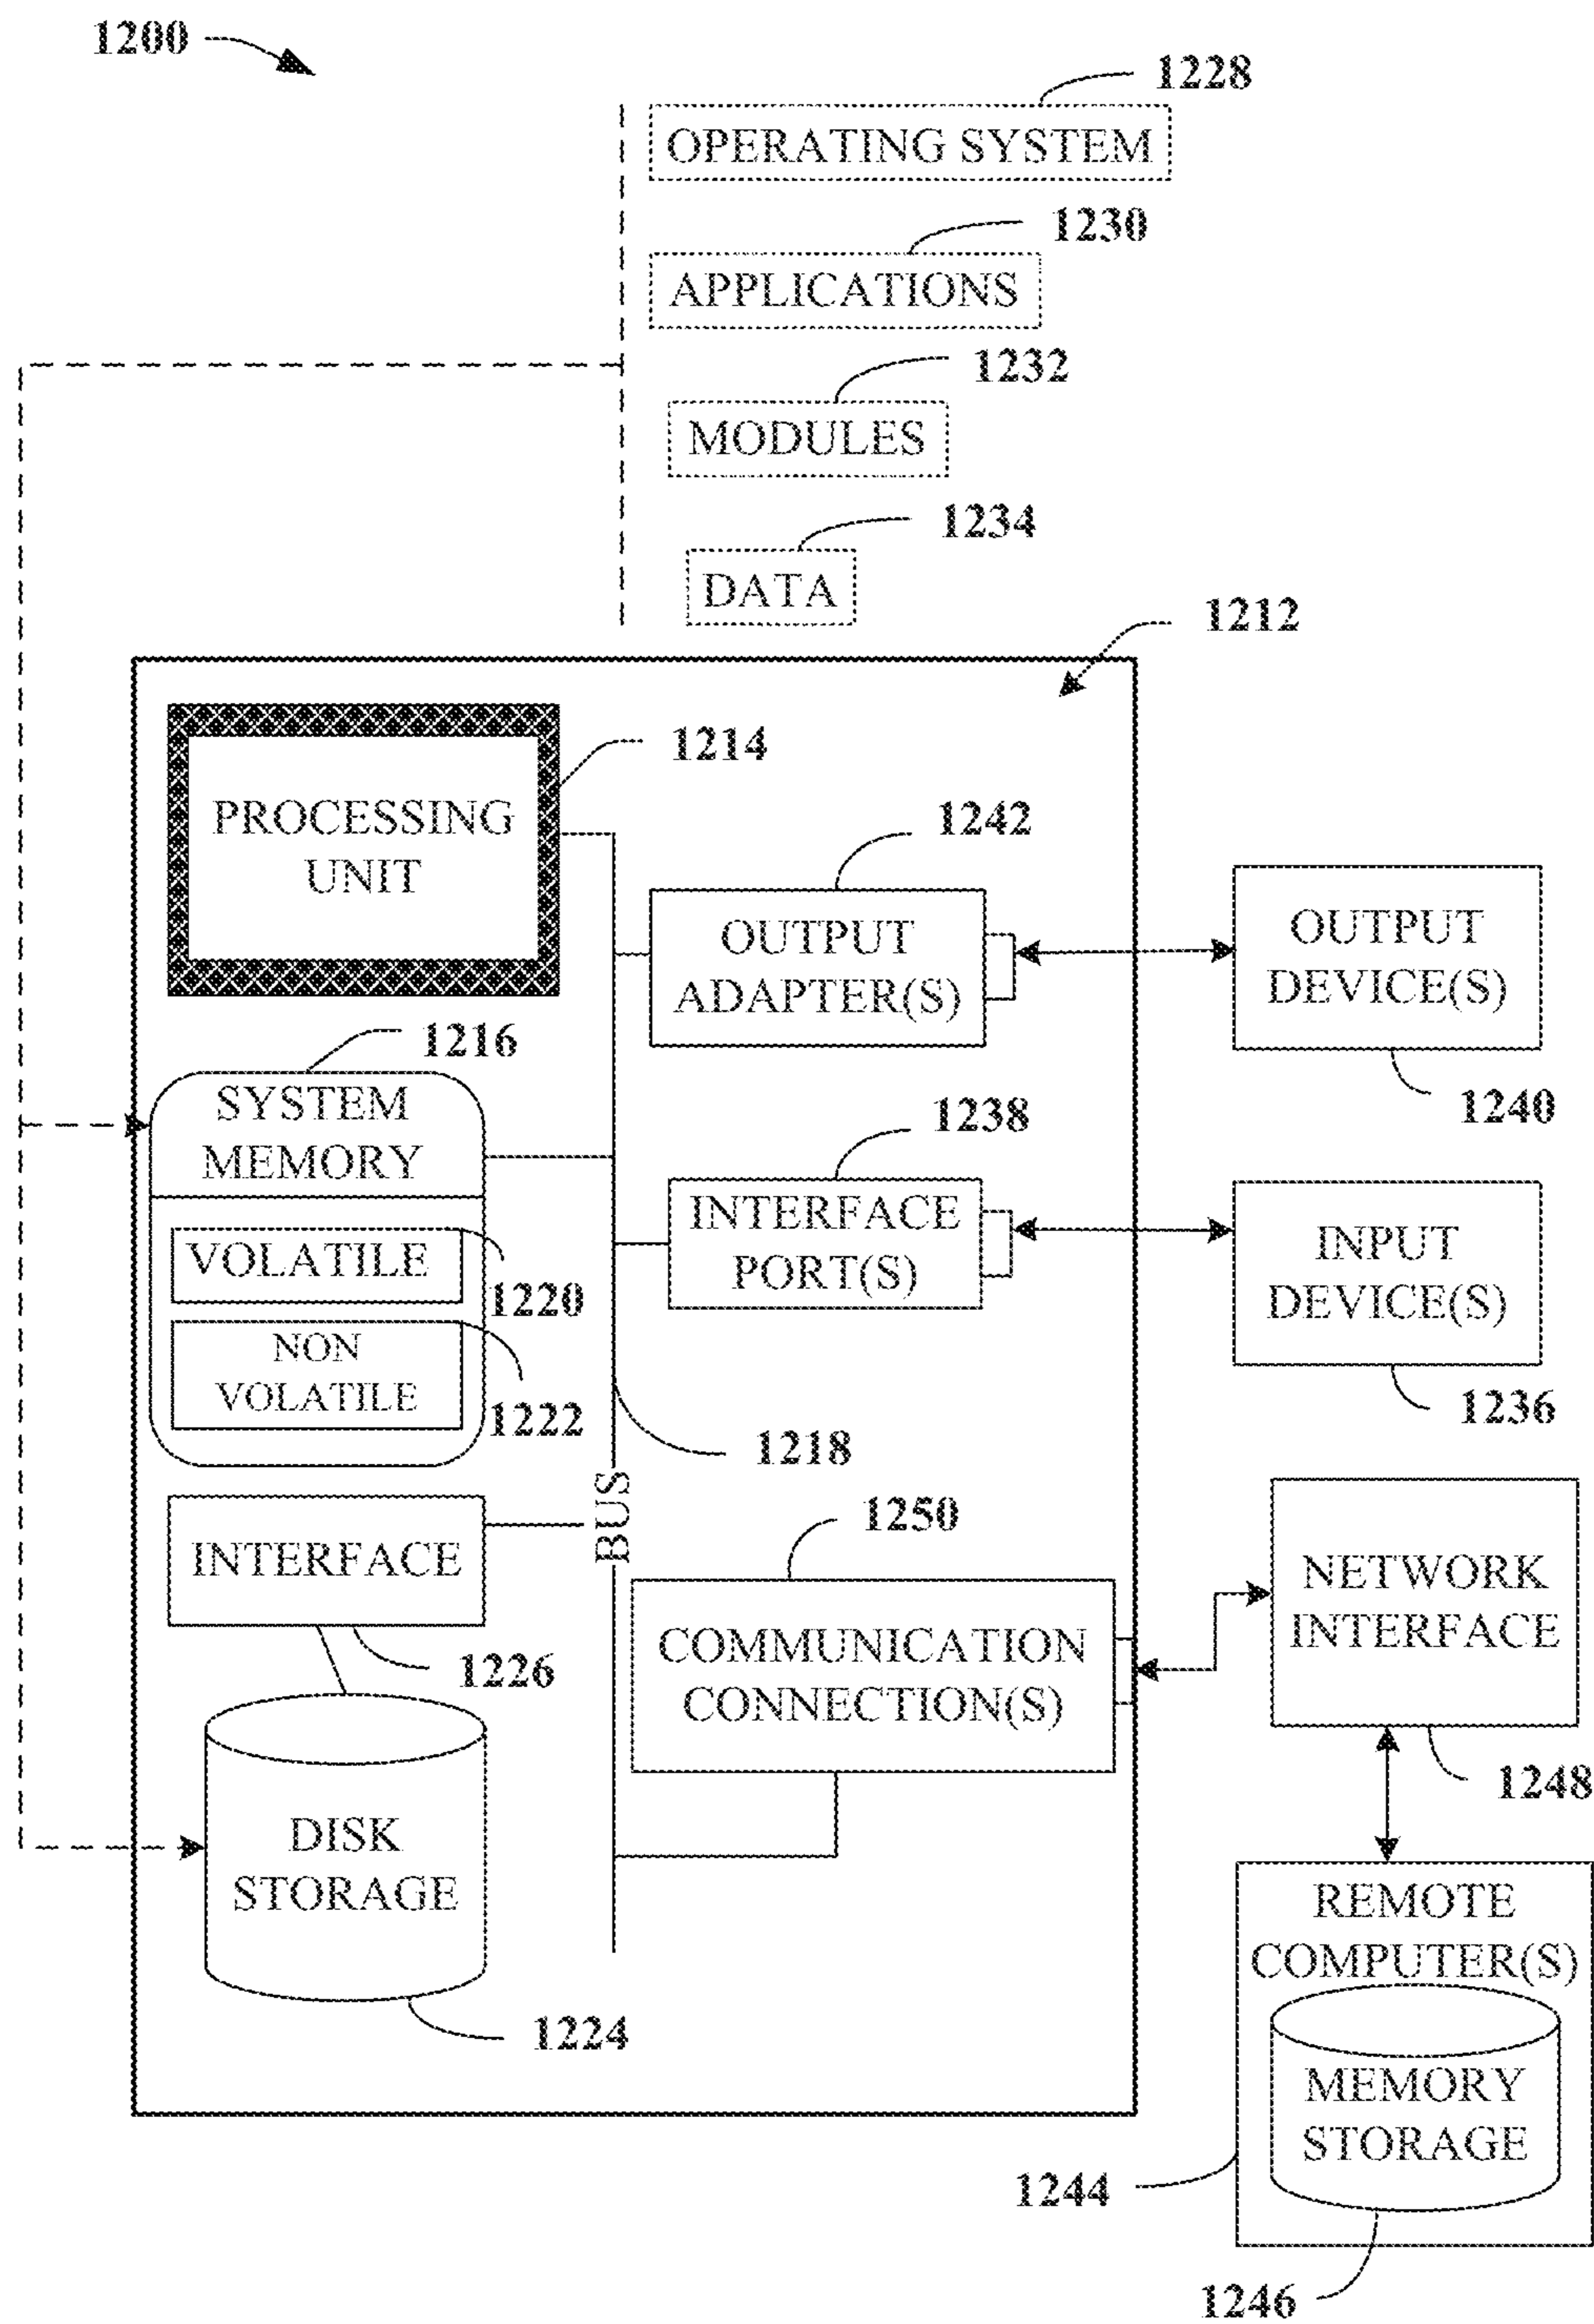 1200
1228
OPERATING SYSTEM
1230
APPLICATIONS
1232
MODULES
1234
DATA
1212
1214
PROCESSING
UNIT
1242
OUTPUT
ADAPTER(S)
OUTPUT
DEVICE(S)
1240
1216
SYSTEM
MEMORY
VOLATILE
1220
NON
VOLATILE
1222
1238
INTERFACE
PORT(S)
INPUT
DEVICE(S)
1236
1218
BUS
INTERFACE
1226
1250
COMMUNICATION
CONNECTION(S)
NETWORK
INTERFACE
1248
DISK
STORAGE
1224
REMOTE
COMPUTER(S)
MEMORY
STORAGE
1244
1246